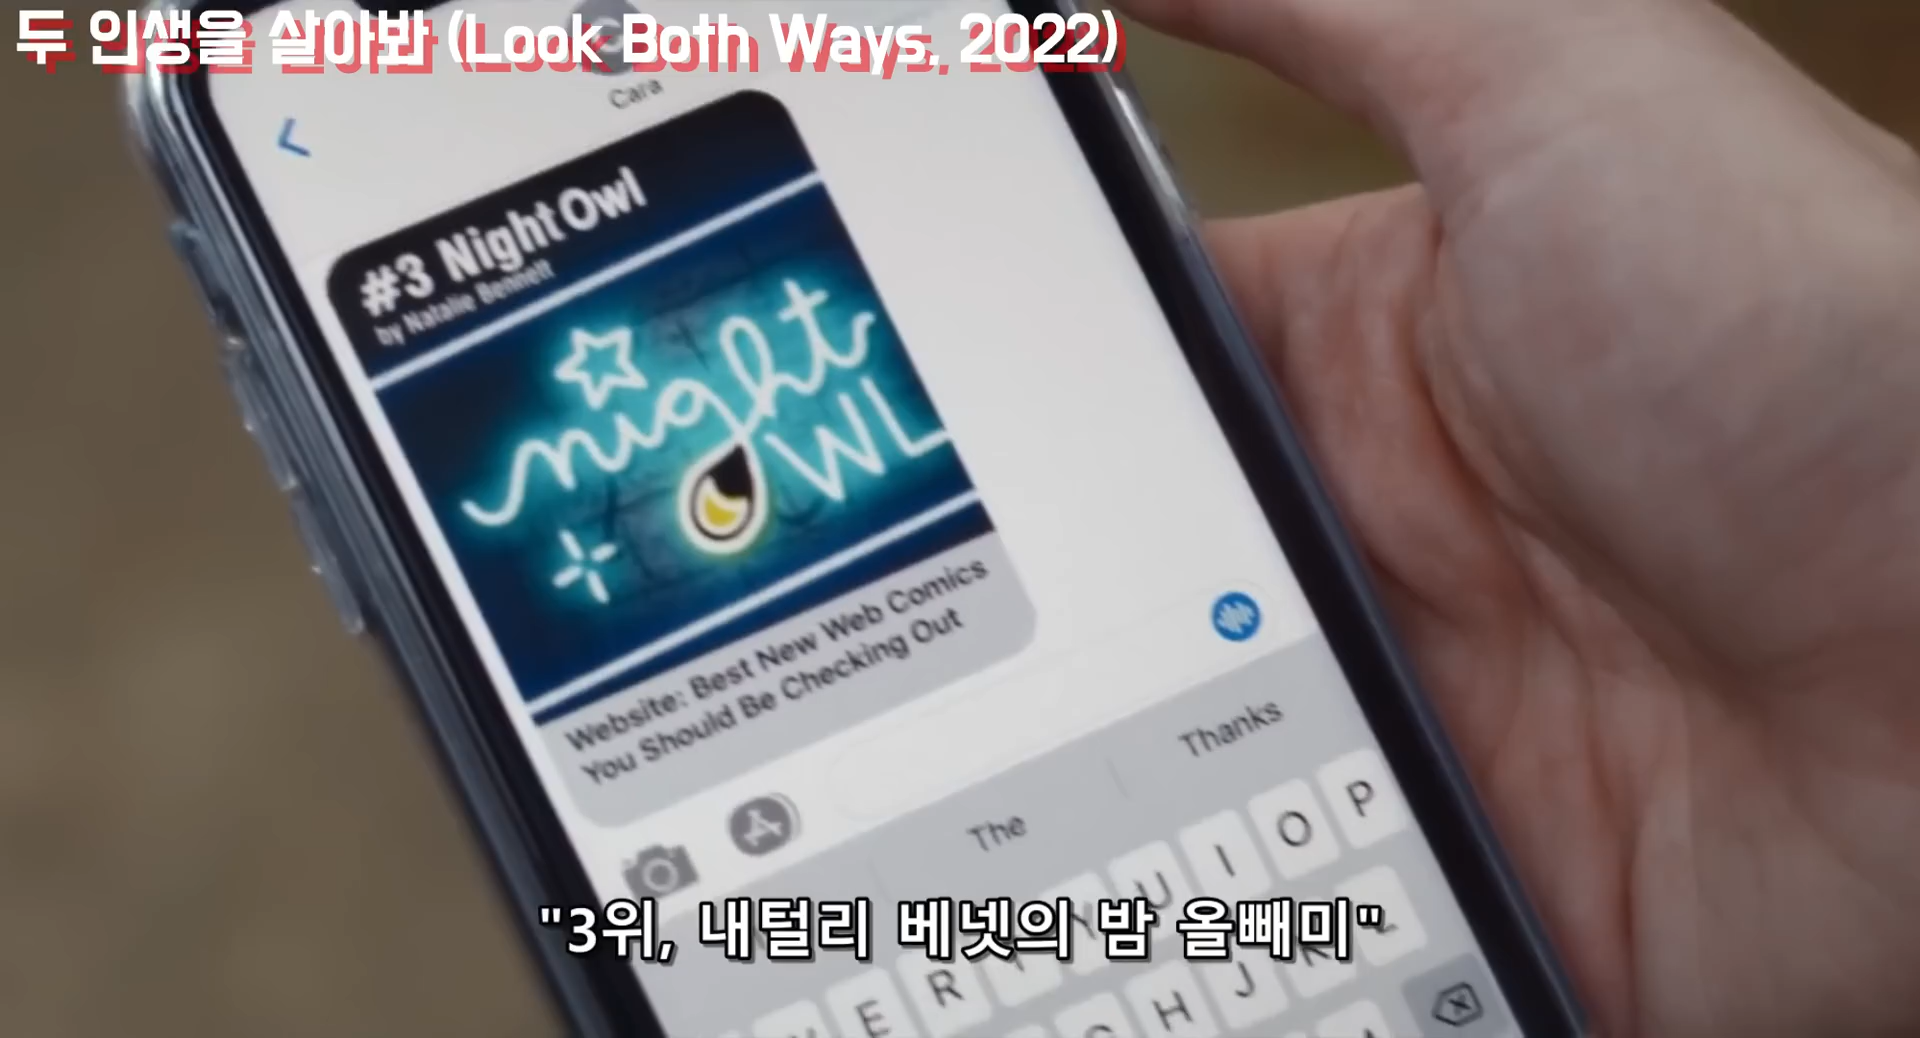 두 인생을 살아봐 (Look Both Ways, 2022)
Cara
#3 Night Owl
by Natalie Bennett
night
WL
Website: Best New Web Comics
You Should Be Checking Out
The
Thanks
E R Y U I O P
H J K L
"3위, 내털리 베넷의 밤 올빼미"